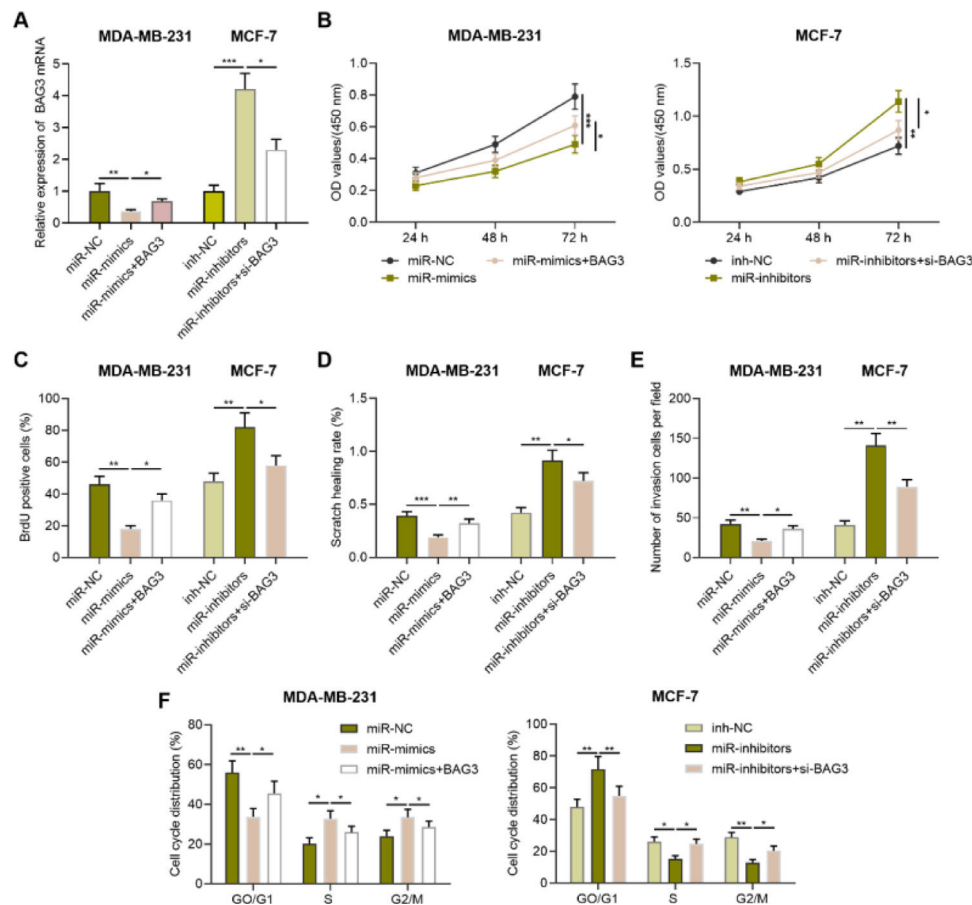 A
MDA-MB-231 MCF-7
Relative expression of BAG3 mRNA
5
4
3
2
1
0
** * *** *
miR-NC
miR-mimics
miR-mimics+BAG3
inh-NC
miR-inhibitors
miR-inhibitors+si-BAG3
B
MDA-MB-231
OD values/(450 nm)
1.0
0.8
0.6
0.4
0.2
0.0
***
*
24 h 48 h 72 h
miR-NC miR-mimics+BAG3
miR-mimics
MCF-7
OD values/(450 nm)
1.5
1.0
0.5
0.0
**
*
24 h 48 h 72 h
inh-NC miR-inhibitors+si-BAG3
miR-inhibitors
C
MDA-MB-231 MCF-7
BrdU positive cells (%)
100
80
60
40
20
0
** * ** *
miR-NC
miR-mimics
miR-mimics+BAG3
inh-NC
miR-inhibitors
miR-inhibitors+si-BAG3
D
MDA-MB-231 MCF-7
Scratch healing rate (%)
1.5
1.0
0.5
0.0
*** ** ** *
miR-NC
miR-mimics
miR-mimics+BAG3
inh-NC
miR-inhibitors
miR-inhibitors+si-BAG3
E
MDA-MB-231 MCF-7
Number of invasion cells per field
200
150
100
50
0
** * ** **
miR-NC
miR-mimics
miR-mimics+BAG3
inh-NC
miR-inhibitors
miR-inhibitors+si-BAG3
F
MDA-MB-231
Cell cycle distribution (%)
80
60
40
20
0
miR-NC
miR-mimics
miR-mimics+BAG3
** * * * * *
GO/G1 S G2/M
MCF-7
Cell cycle distribution (%)
100
80
60
40
20
0
inh-NC
miR-inhibitors
miR-inhibitors+si-BAG3
** ** * * ** *
GO/G1 S G2/M